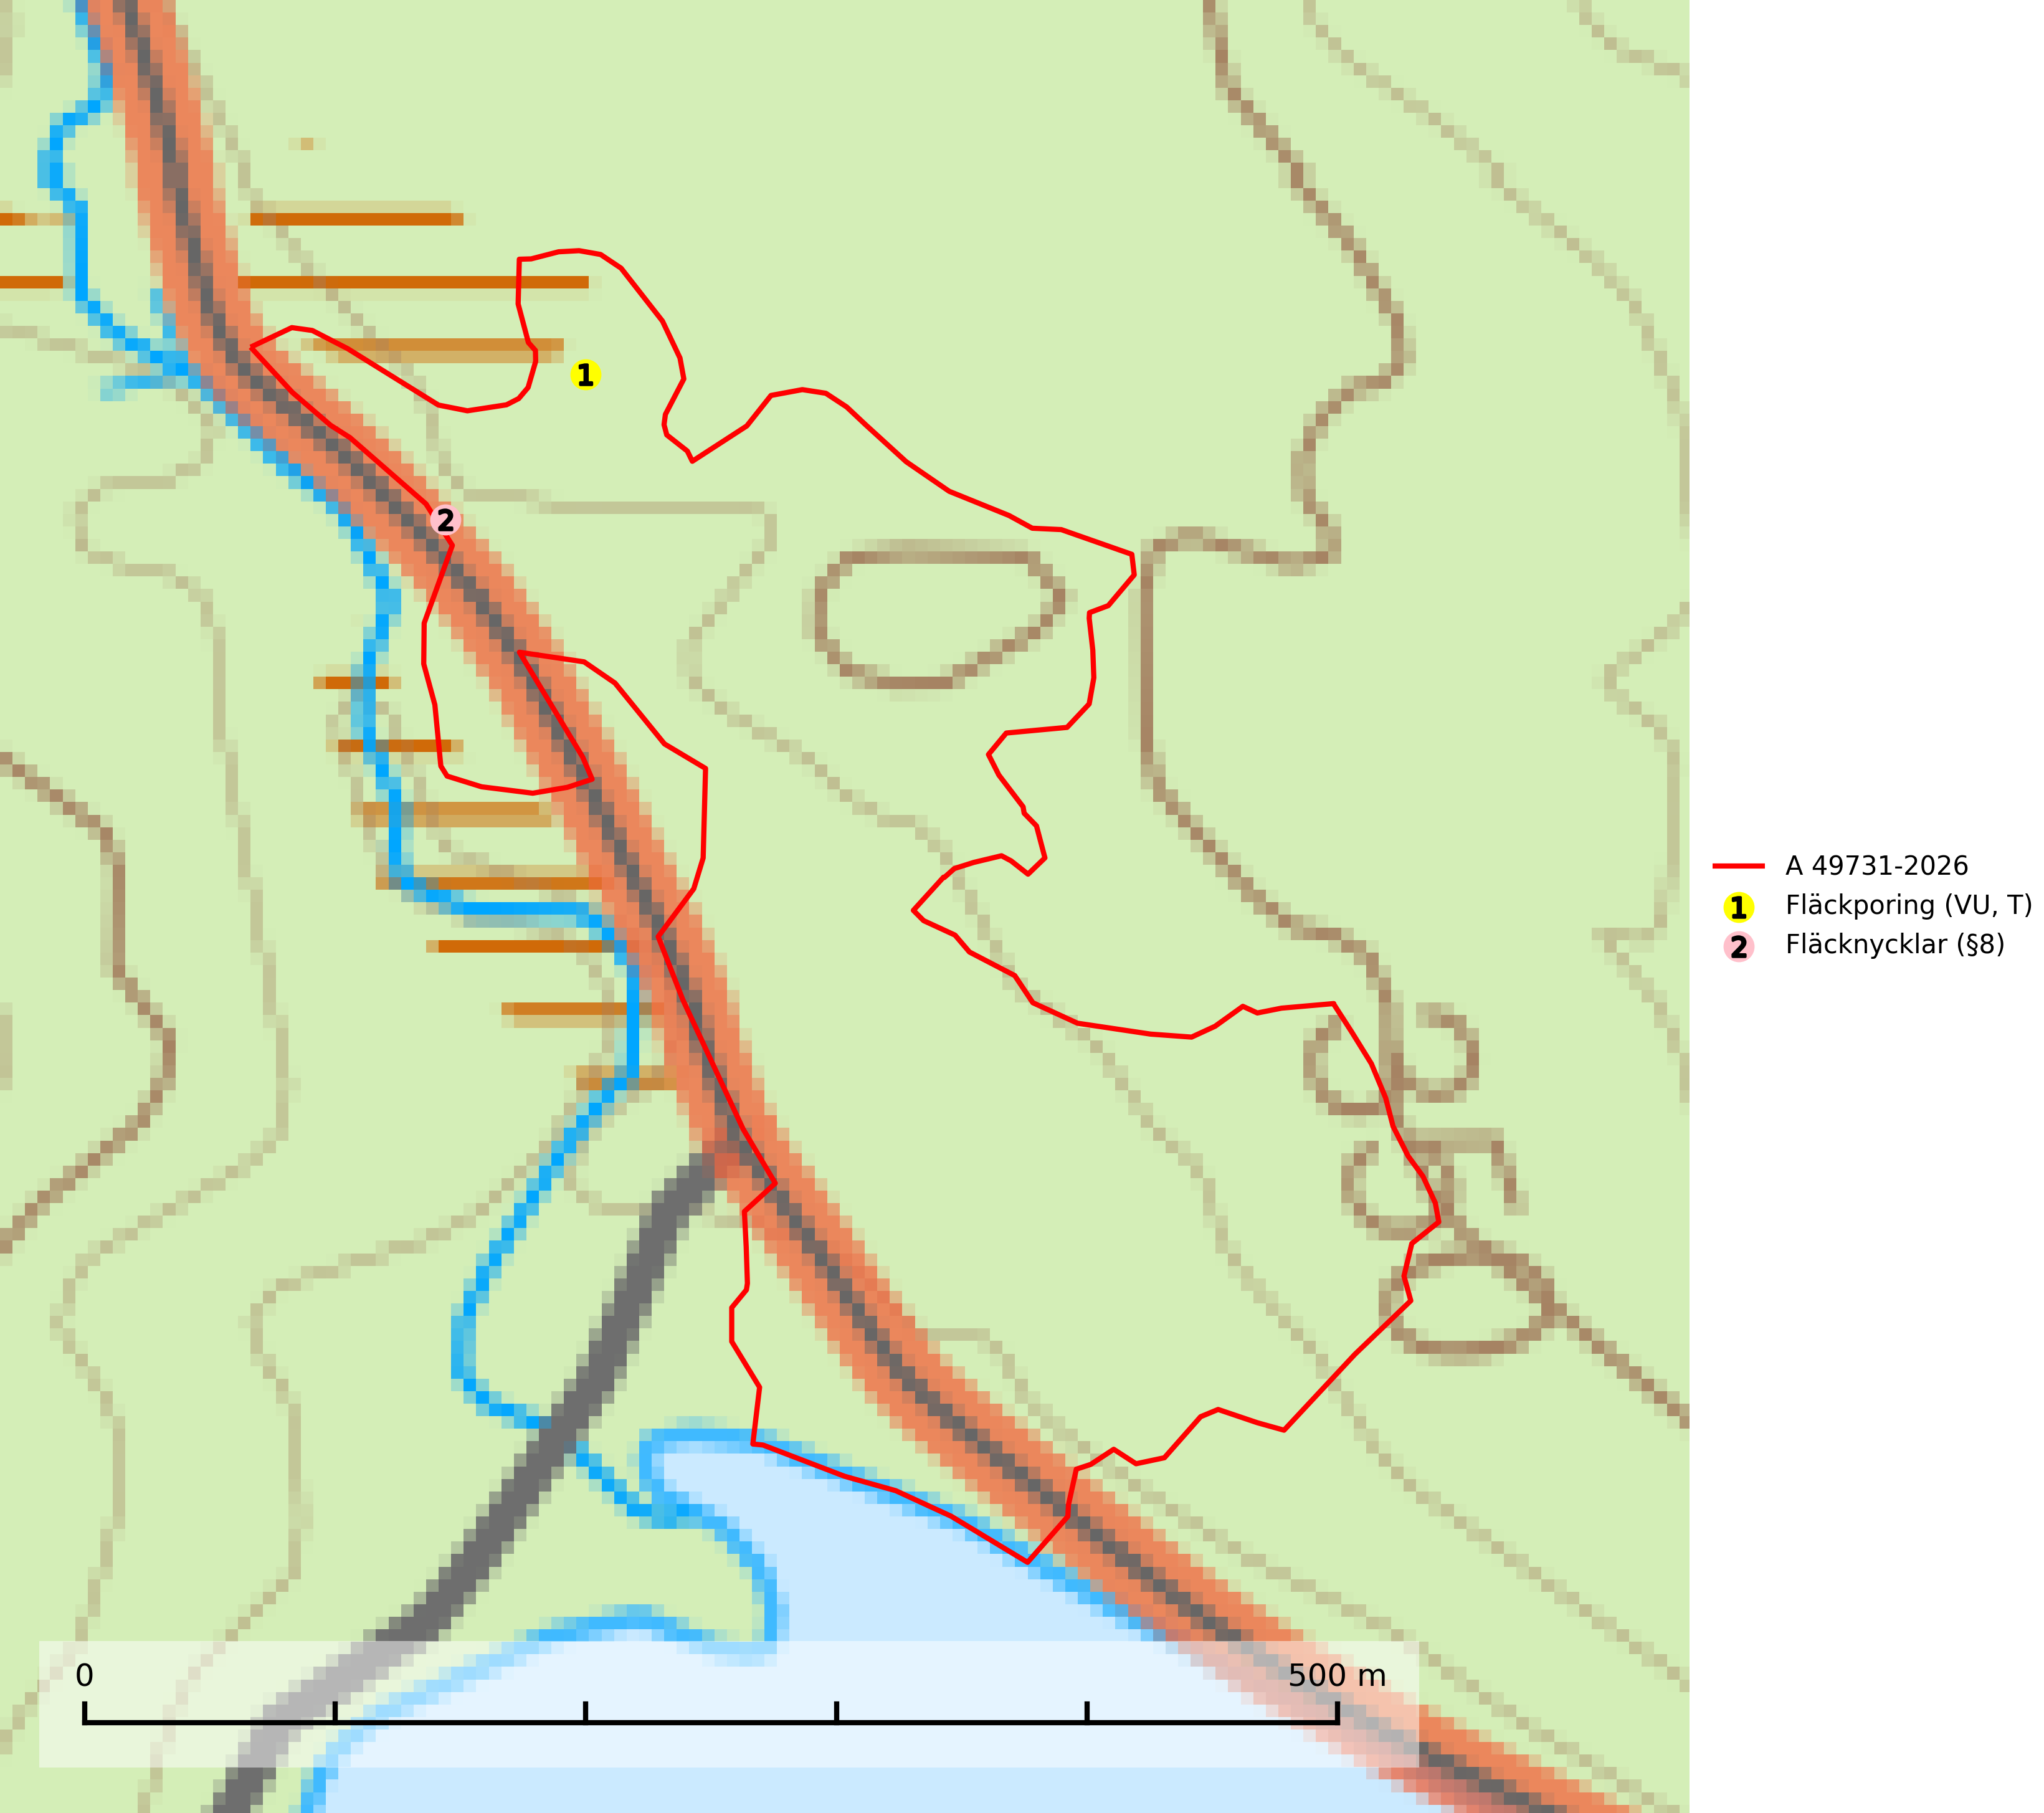 1
2
A 49731-2026
1 Fläckporing (VU, T)
2 Fläcknycklar (§8)
0 500 m